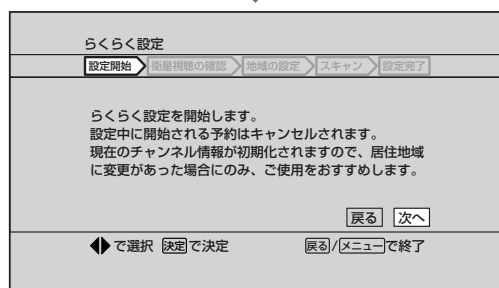 らくらく設定
設定開始 衛星視聴の確認 地域の設定 スキャン 設定完了
らくらく設定を開始します。
設定中に開始される予約はキャンセルされます。
現在のチャンネル情報が初期化されますので、居住地域
に変更があった場合にのみ、ご使用をおすすめします。
戻る 次へ
で選択 決定で決定 戻る/メニューで終了